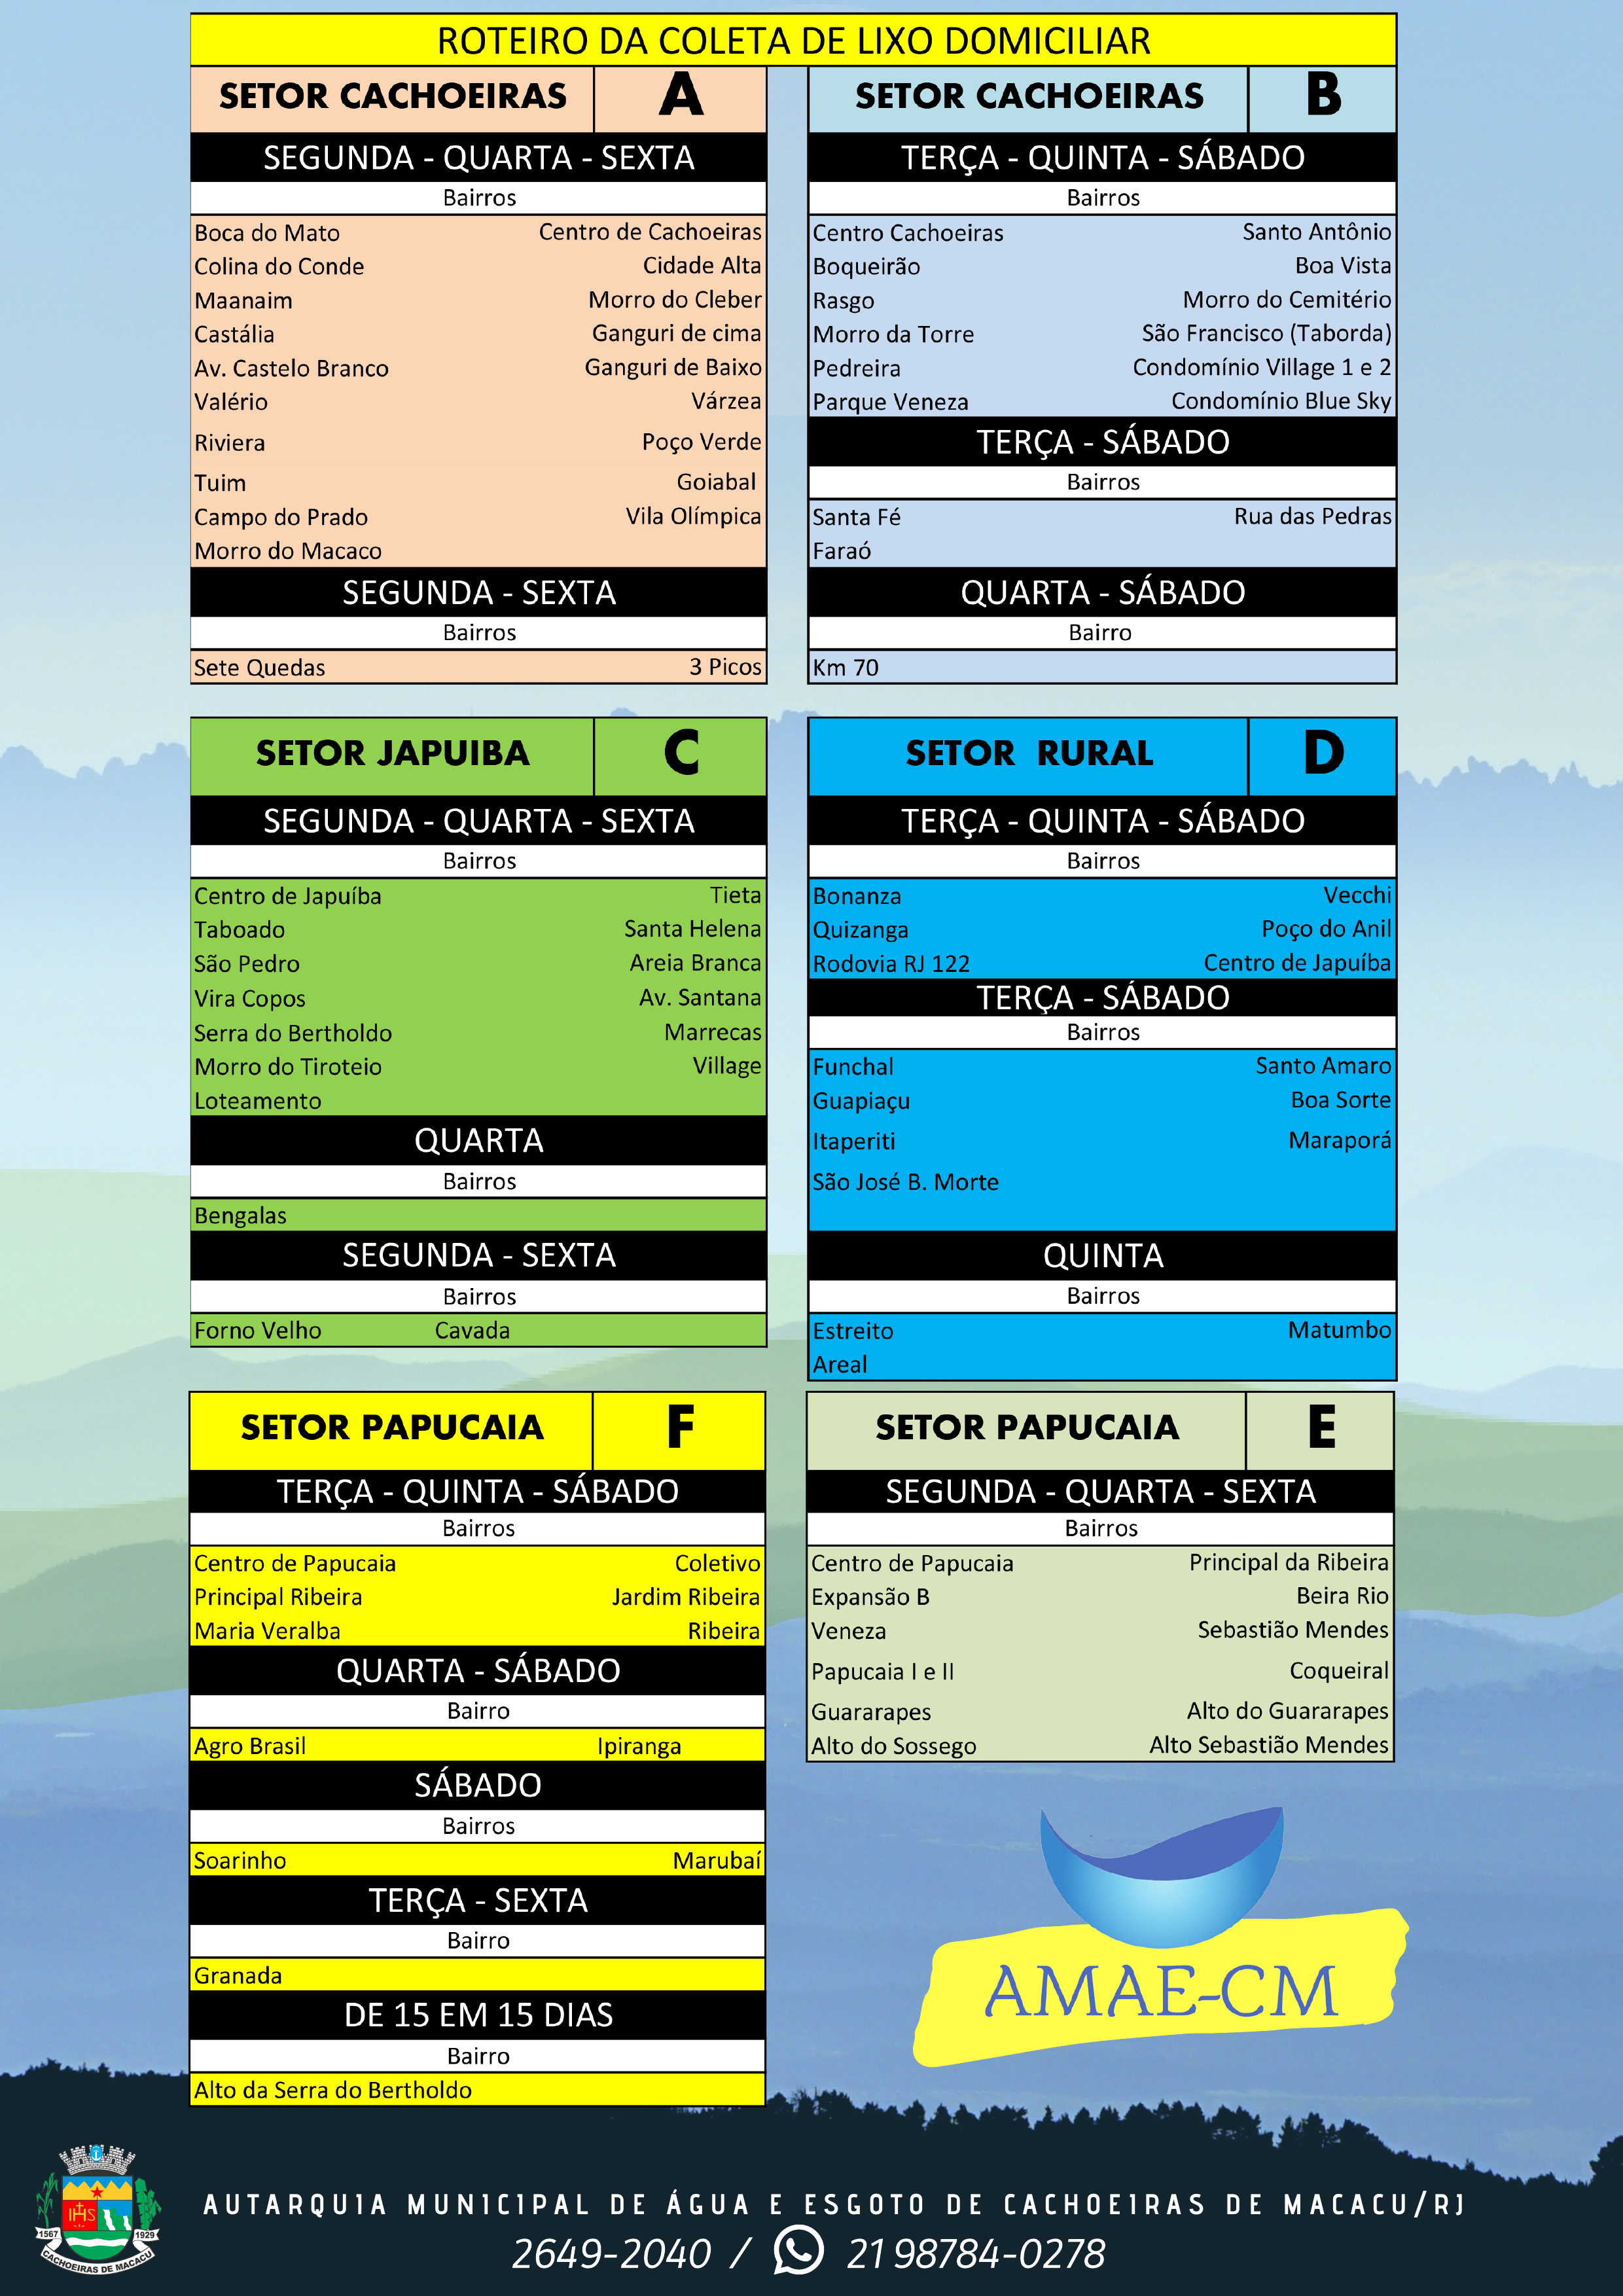 ROTEIRO DA COLETA DE LIXO DOMICILIAR
SETOR CACHOEIRAS A
SEGUNDA - QUARTA - SEXTA
Bairros
Boca do Mato Centro de Cachoeiras
Colina do Conde Cidade Alta
Maanaim Morro do Cleber
Castália Ganguri de cima
Av. Castelo Branco Ganguri de Baixo
Valério Várzea
Riviera Poço Verde
Tuim Goiabal
Campo do Prado Vila Olímpica
Morro do Macaco
SEGUNDA - SEXTA
Bairros
Sete Quedas 3 Picos
SETOR CACHOEIRAS B
TERÇA - QUINTA - SÁBADO
Bairros
Centro Cachoeiras Santo Antônio
Boqueirão Boa Vista
Rasgo Morro do Cemitério
Morro da Torre São Francisco (Taborda)
Pedreira Condomínio Village 1 e 2
Parque Veneza Condomínio Blue Sky
TERÇA - SÁBADO
Bairros
Santa Fé Rua das Pedras
Faraó
QUARTA - SÁBADO
Bairro
Km 70
SETOR JAPUIBA C
SEGUNDA - QUARTA - SEXTA
Bairros
Centro de Japuíba Tieta
Taboado Santa Helena
São Pedro Areia Branca
Vira Copos Av. Santana
Serra do Bertholdo Marrecas
Morro do Tiroteio Village
Loteamento
QUARTA
Bairros
Bengalas
SEGUNDA - SEXTA
Bairros
Forno Velho Cavada
SETOR RURAL D
TERÇA - QUINTA - SÁBADO
Bairros
Bonanza Vecchi
Quizanga Poço do Anil
Rodovia RJ 122 Centro de Japuíba
TERÇA - SÁBADO
Bairros
Funchal Santo Amaro
Guapiaçu Boa Sorte
Itaperiti Maraporá
São José B. Morte
QUINTA
Bairros
Estreito Matumbo
Areal
SETOR PAPUCAIA F
TERÇA - QUINTA - SÁBADO
Bairros
Centro de Papucaia Coletivo
Principal Ribeira Jardim Ribeira
Maria Veralba Ribeira
QUARTA - SÁBADO
Bairro
Agro Brasil Ipiranga
SÁBADO
Bairros
Soarinho Marubaí
TERÇA - SEXTA
Bairro
Granada
DE 15 EM 15 DIAS
Bairro
Alto da Serra do Bertholdo
SETOR PAPUCAIA E
SEGUNDA - QUARTA - SEXTA
Bairros
Centro de Papucaia Principal da Ribeira
Expansão B Beira Rio
Veneza Sebastião Mendes
Papucaia I e II Coqueiral
Guararapes Alto do Guararapes
Alto do Sossego Alto Sebastião Mendes
AMAE-CM
IHS
1567 1929
CACHOEIRAS DE MACACU
AUTARQUIA MUNICIPAL DE ÁGUA E ESGOTO DE CACHOEIRAS DE MACACU/RJ
2649-2040 / 21 98784-0278